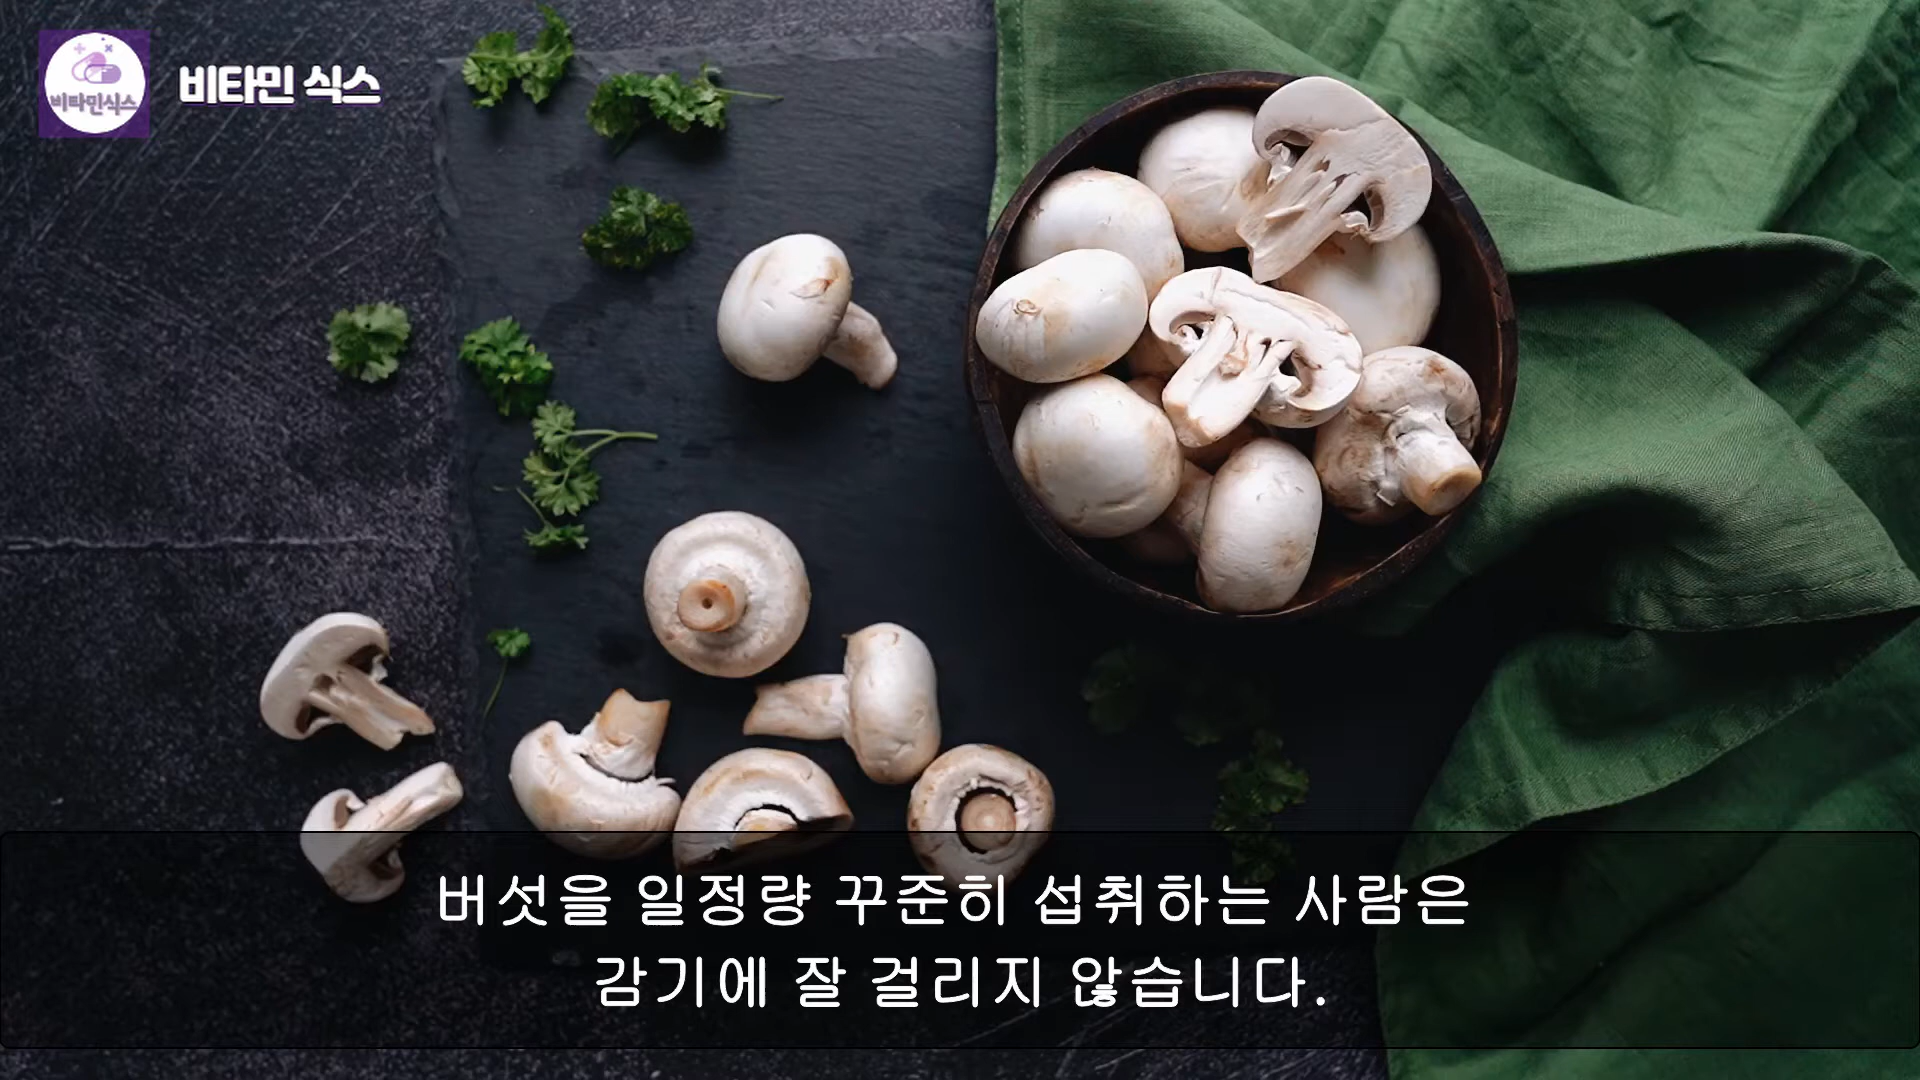 비타민식스
비타민 식스
버섯을 일정량 꾸준히 섭취하는 사람은
감기에 잘 걸리지 않습니다.